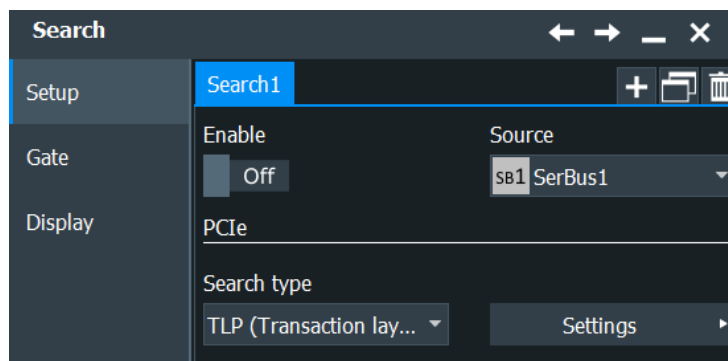 Search
Setup
Gate
Display
Search1
Enable
Source
Off
SB1 SerBus1
PCIe
Search type
TLP (Transaction lay...
Settings